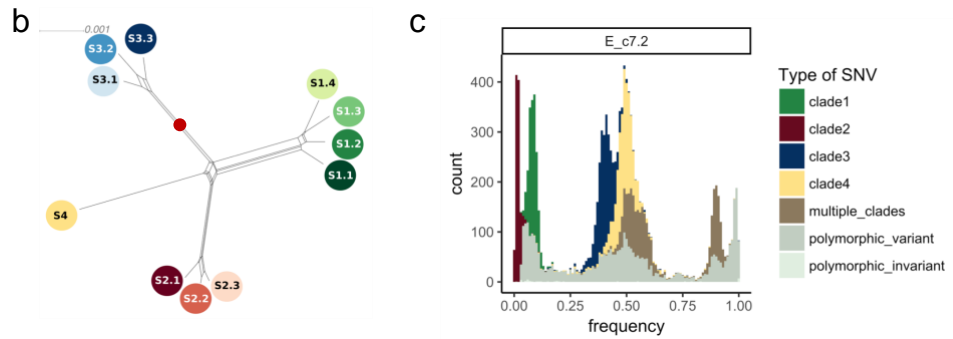 b
0.001
S3.2
S3.3
S3.1
S1.4
S1.3
S1.2
S1.1
S4
S2.1
S2.2
S2.3
c
E_c7.2
count
400
300
200
100
0
0.00 0.25 0.50 0.75 1.00
frequency
Type of SNV
clade1
clade2
clade3
clade4
multiple_clades
polymorphic_variant
polymorphic_invariant